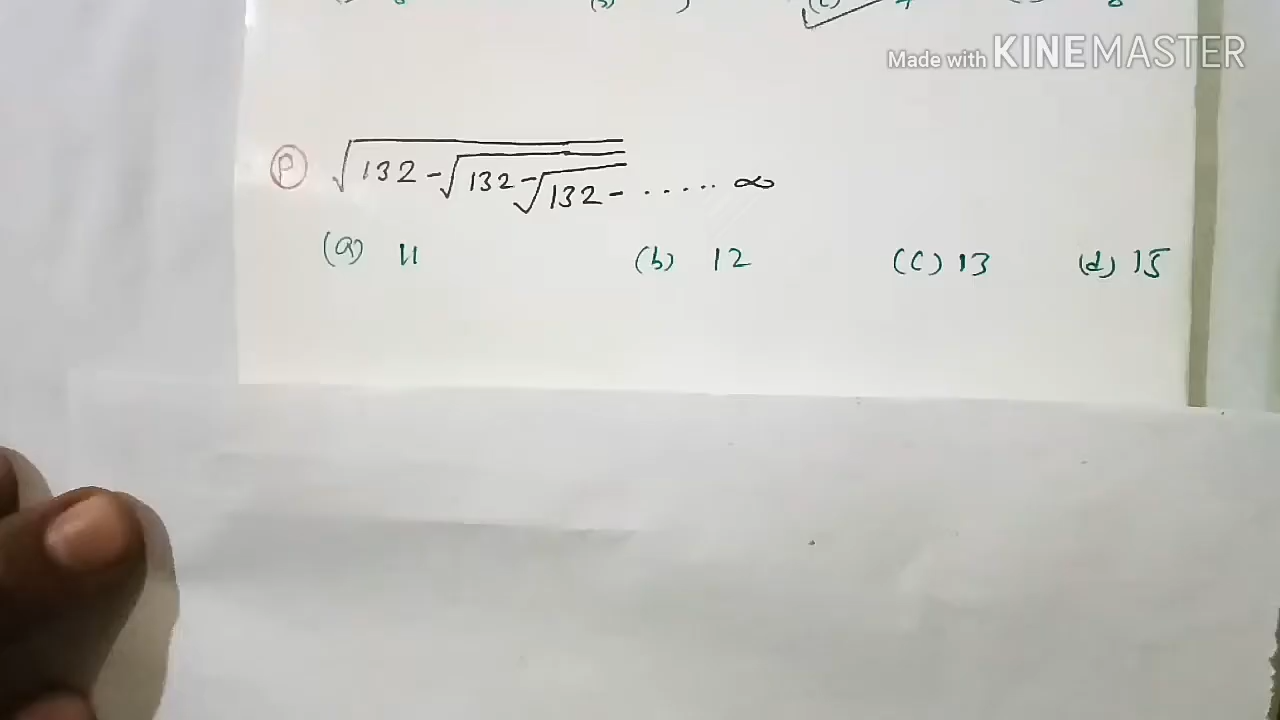 Made with KINEMASTER
(P) √132 - √132 - √132 - ..... ∞
(a) 11 (b) 12 (c) 13 (d) 15